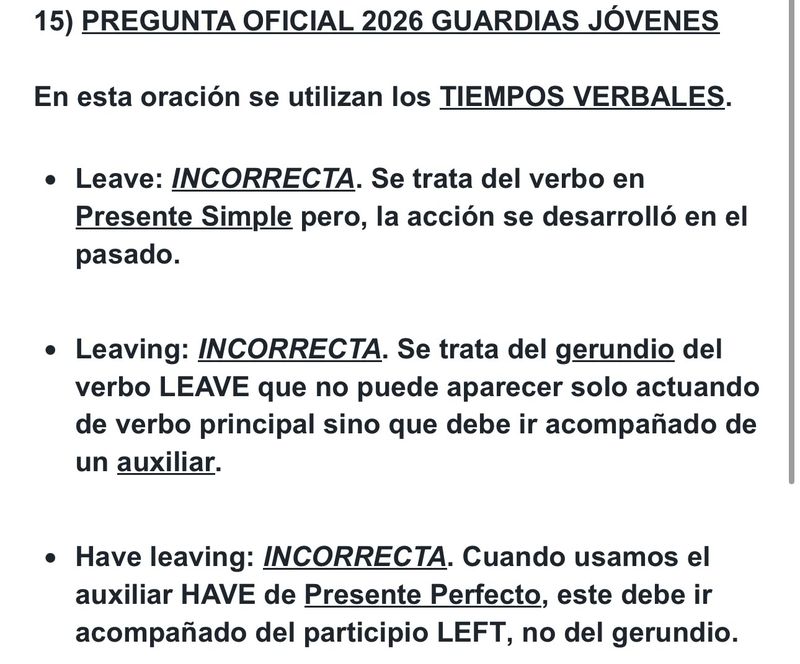 15) PREGUNTA OFICIAL 2026 GUARDIAS JÓVENES
En esta oración se utilizan los TIEMPOS VERBALES.
• Leave: INCORRECTA. Se trata del verbo en
Presente Simple pero, la acción se desarrolló en el
pasado.
• Leaving: INCORRECTA. Se trata del gerundio del
verbo LEAVE que no puede aparecer solo actuando
de verbo principal sino que debe ir acompañado de
un auxiliar.
• Have leaving: INCORRECTA. Cuando usamos el
auxiliar HAVE de Presente Perfecto, este debe ir
acompañado del participio LEFT, no del gerundio.